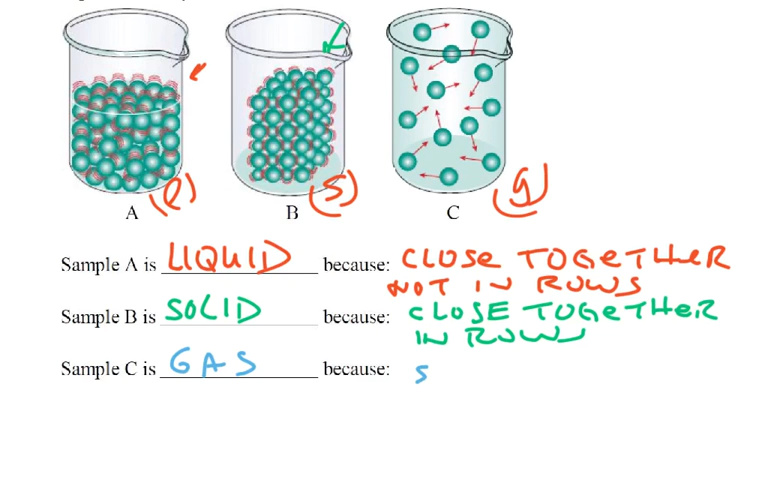 A (l) B (s) C (g)
Sample A is LIQUID because: CLOSE TOGETHER
NOT IN ROWS
Sample B is SOLID because: CLOSE TOGETHER
IN ROWS
Sample C is GAS because: S